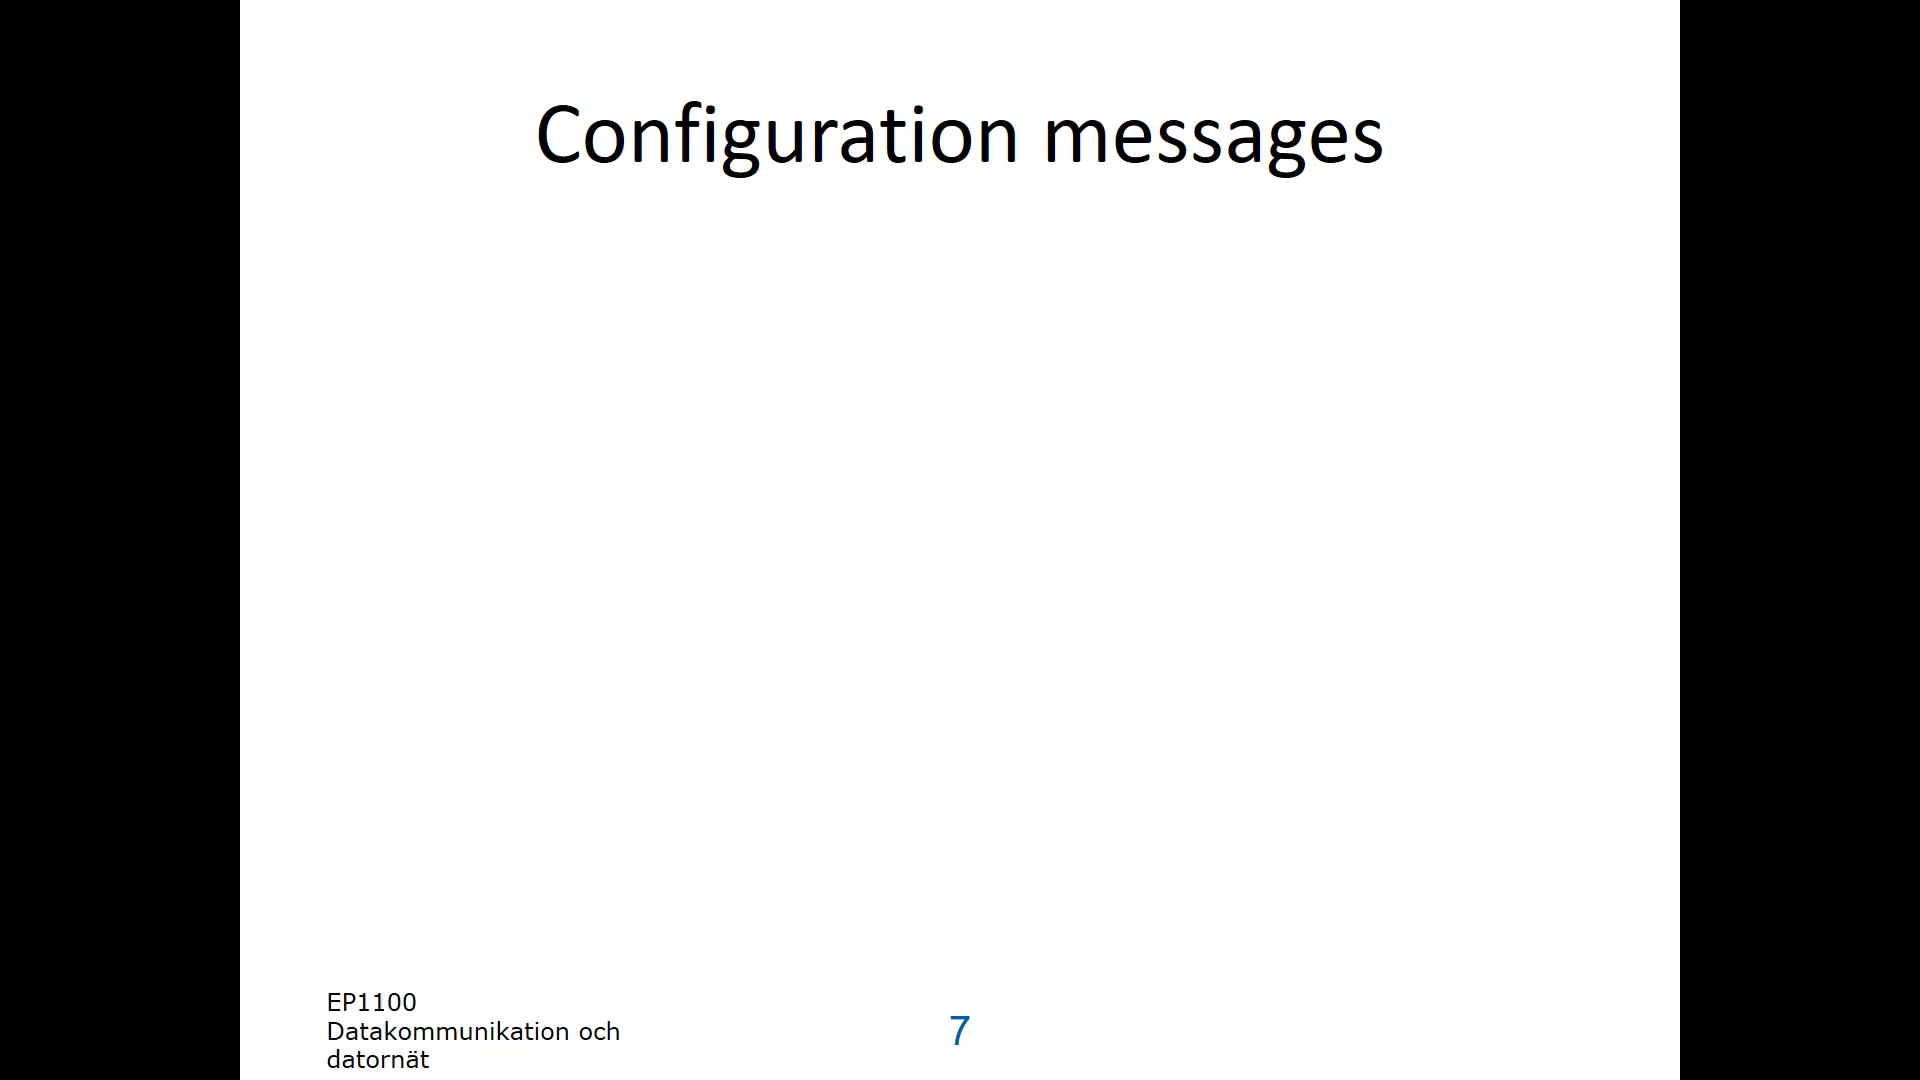 Configuration messages
EP1100
Datakommunikation och
datornät
7